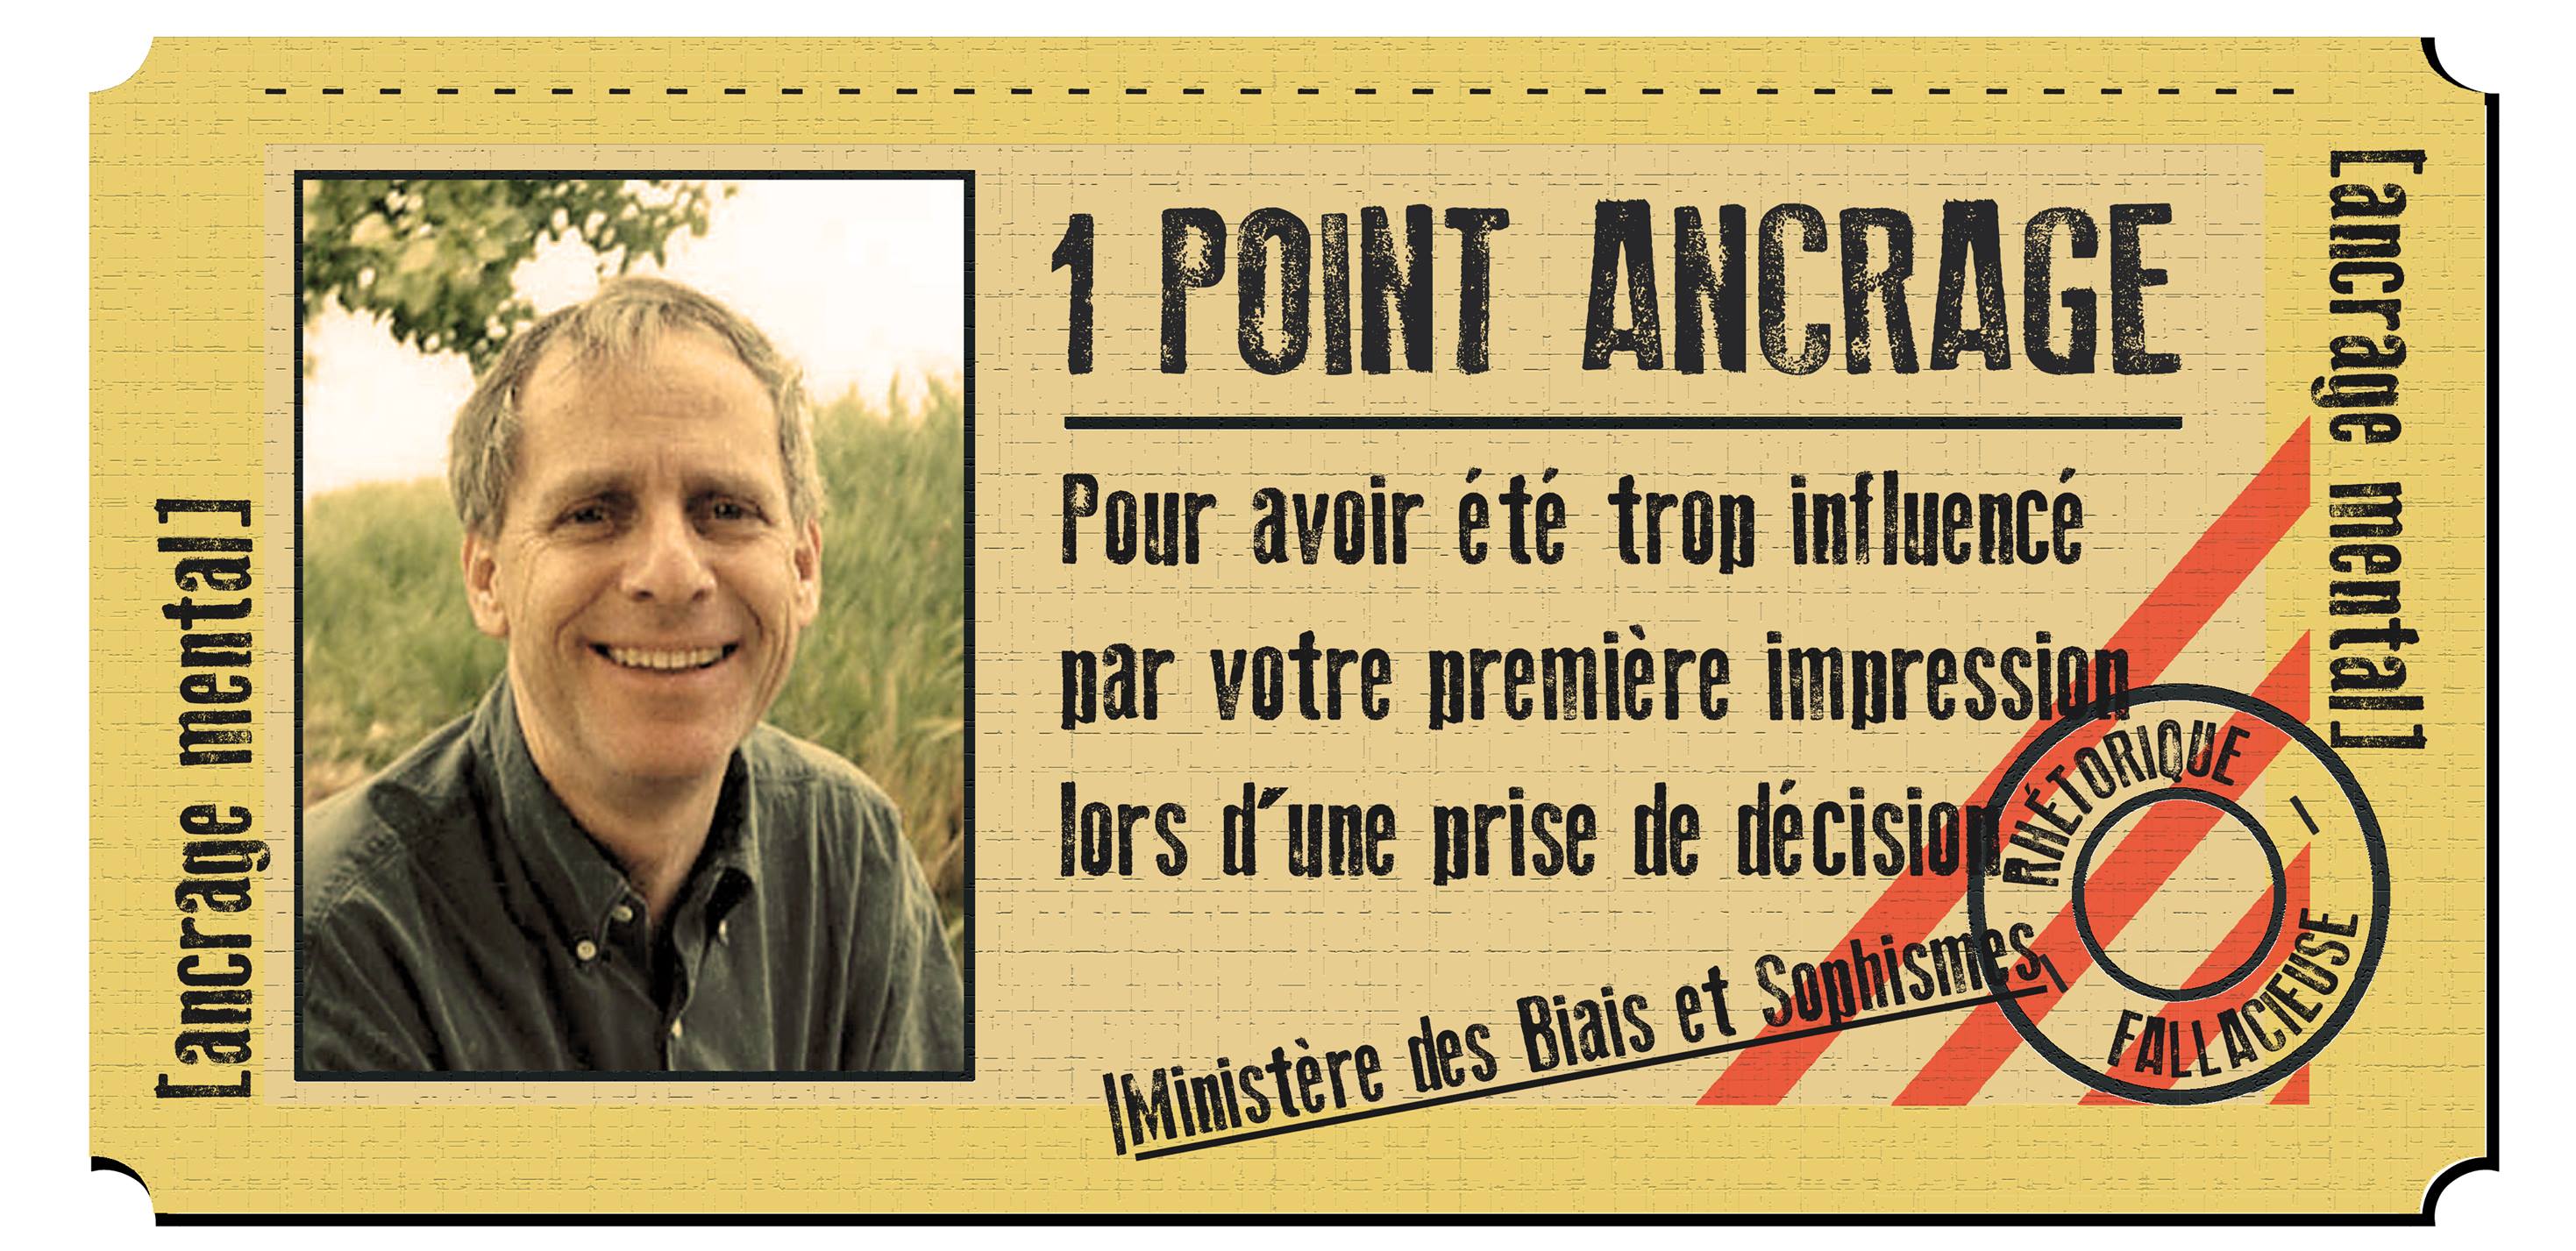 [ancrage mental]
1 POINT ANCRAGE
Pour avoir été trop influencé
par votre première impression
lors d'une prise de décision
|Ministère des Biais et Sophismes|
RHÉTORIQUE
FALLACIEUSE
[ancrage mental]